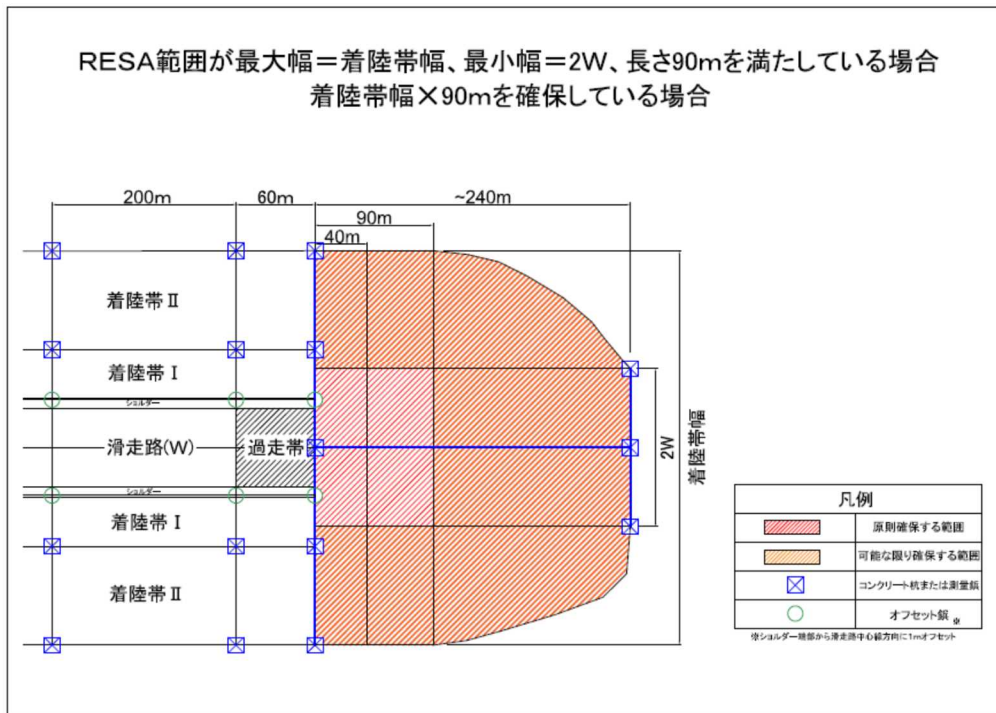 RESA範囲が最大幅＝着陸帯幅、最小幅＝2W、長さ90mを満たしている場合
着陸帯幅×90mを確保している場合
200m
60m
~240m
90m
40m
着陸帯Ⅱ
着陸帯Ⅰ
ショルダー
滑走路(W)
過走帯
ショルダー
着陸帯Ⅰ
着陸帯Ⅱ
2W
着陸帯幅
凡例
原則確保する範囲
可能な限り確保する範囲
コンクリート杭または測量鋲
オフセット鋲 ※
※ショルダー端部から滑走路中心線方向に1mオフセット